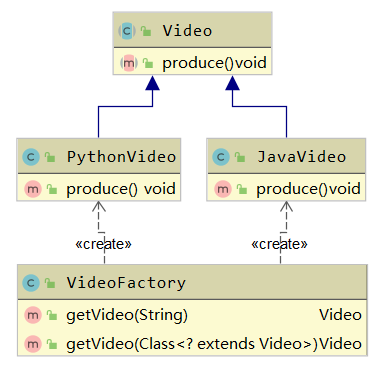 Video
produce()void
PythonVideo
produce() void
JavaVideo
produce()void
«create»
«create»
VideoFactory
getVideo(String) Video
getVideo(Class<? extends Video>)Video